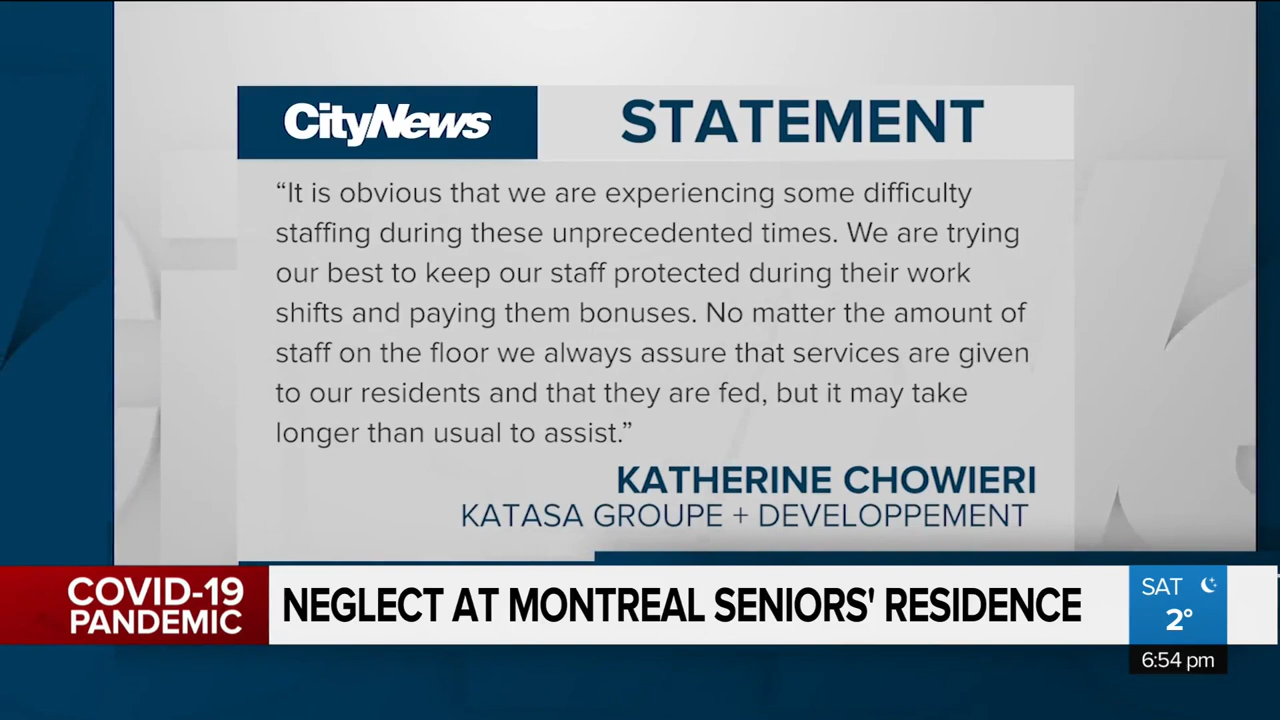 CityNews STATEMENT
“It is obvious that we are experiencing some difficulty
staffing during these unprecedented times. We are trying
our best to keep our staff protected during their work
shifts and paying them bonuses. No matter the amount of
staff on the floor we always assure that services are given
to our residents and that they are fed, but it may take
longer than usual to assist.”
KATHERINE CHOWIERI
KATASA GROUPE + DEVELOPPEMENT
COVID-19
PANDEMIC
NEGLECT AT MONTREAL SENIORS' RESIDENCE
SAT
2°
6:54 pm